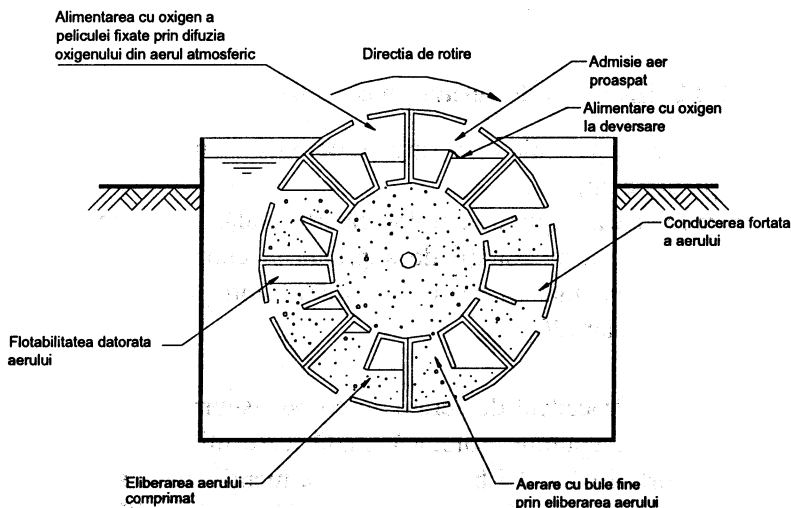 Alimentarea cu oxigen a
peliculei fixate prin difuzia
oxigenului din aerul atmosferic
Directia de rotire
Admisie aer
proaspat
Alimentare cu oxigen
la deversare
Conducerea fortata
a aerului
Flotabilitatea datorata
aerului
Eliberarea aerului
comprimat
Aerare cu bule fine
prin eliberarea aerului